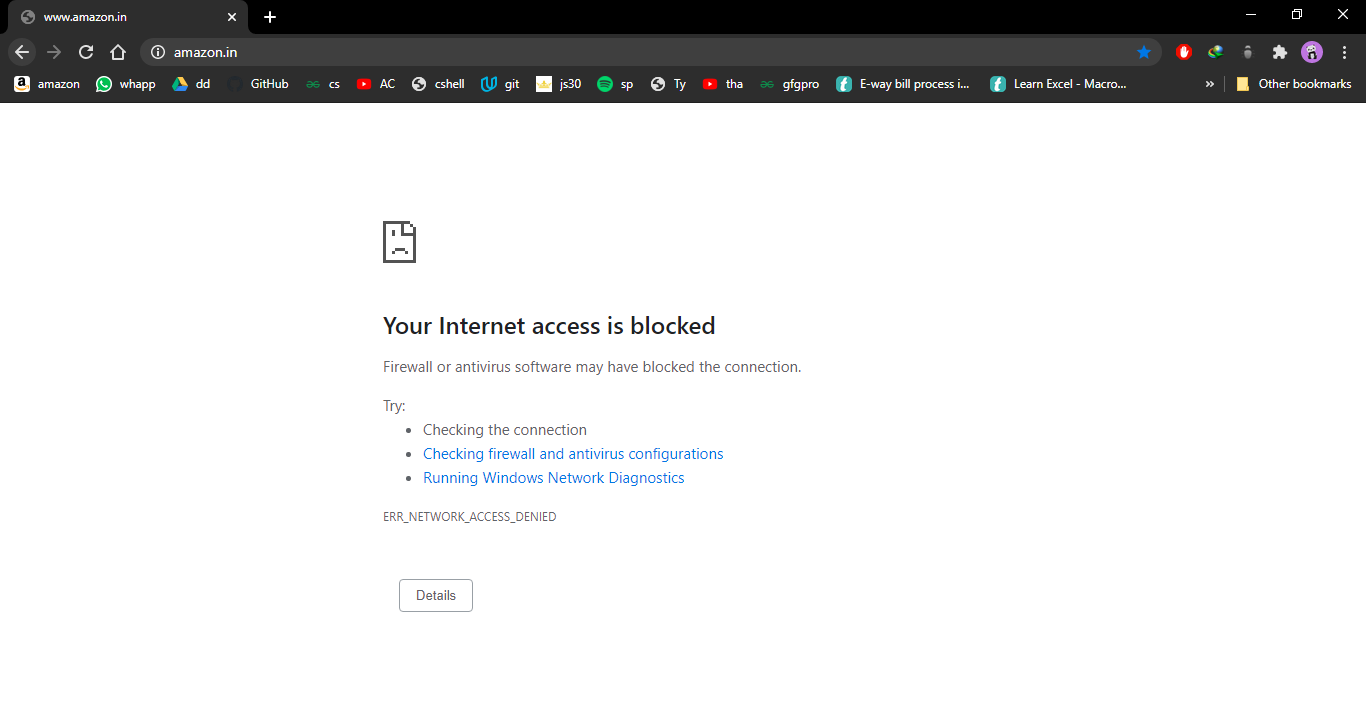 www.amazon.in
amazon.in
amazon whapp dd GitHub cs AC cshell git js30 sp Ty tha gfgpro E-way bill process i... Learn Excel - Macro... » Other bookmarks
Your Internet access is blocked
Firewall or antivirus software may have blocked the connection.
Try:
Checking the connection
Checking firewall and antivirus configurations
Running Windows Network Diagnostics
ERR_NETWORK_ACCESS_DENIED
Details